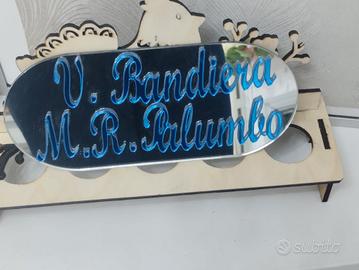 V. Bandiera
M.R. Palumbo
subito